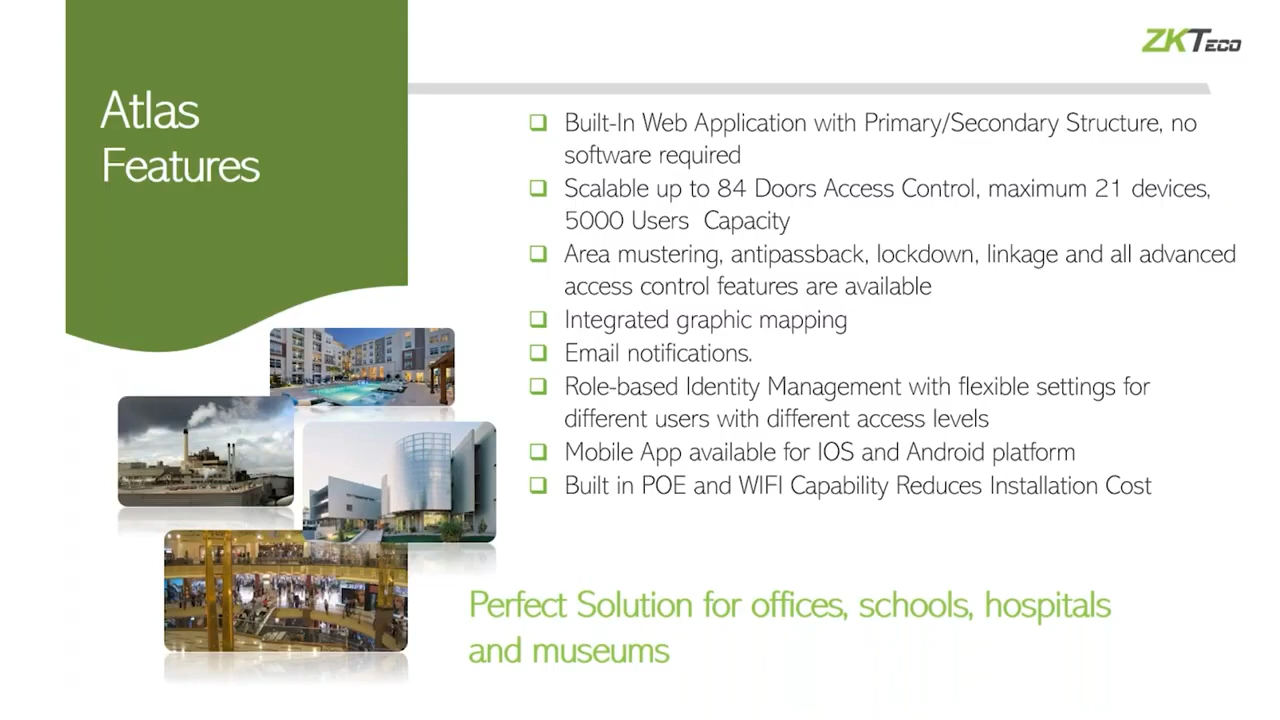 ZKTECO
Atlas
Features
❑ Built-In Web Application with Primary/Secondary Structure, no
software required
❑ Scalable up to 84 Doors Access Control, maximum 21 devices,
5000 Users  Capacity
❑ Area mustering, antipassback, lockdown, linkage and all advanced
access control features are available
❑ Integrated graphic mapping
❑ Email notifications.
❑ Role-based Identity Management with flexible settings for
different users with different access levels
❑ Mobile App available for IOS and Android platform
❑ Built in POE and WIFI Capability Reduces Installation Cost
Perfect Solution for offices, schools, hospitals
and museums